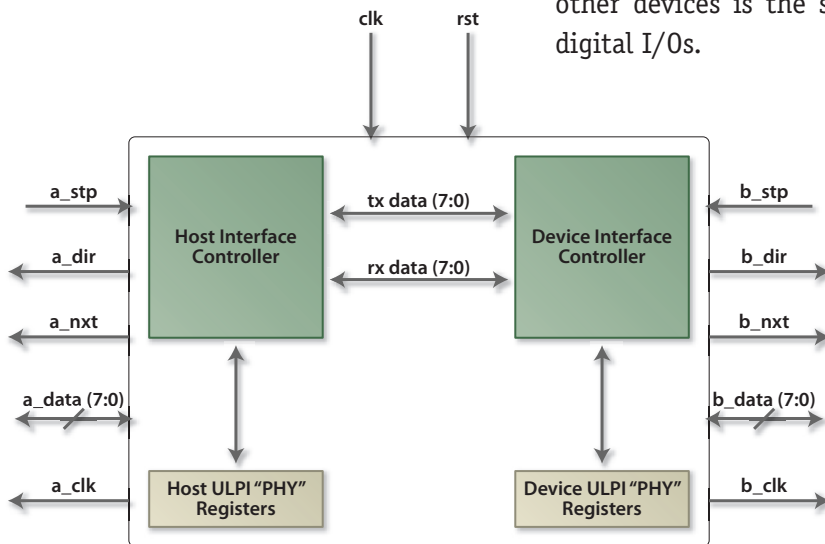 other devices is the s
digital I/Os.
clk
rst
a_stp
a_dir
a_nxt
a_data (7:0)
a_clk
Host Interface
Controller
tx data (7:0)
rx data (7:0)
Device Interface
Controller
Host ULPI “PHY”
Registers
Device ULPI “PHY”
Registers
b_stp
b_dir
b_nxt
b_data (7:0)
b_clk